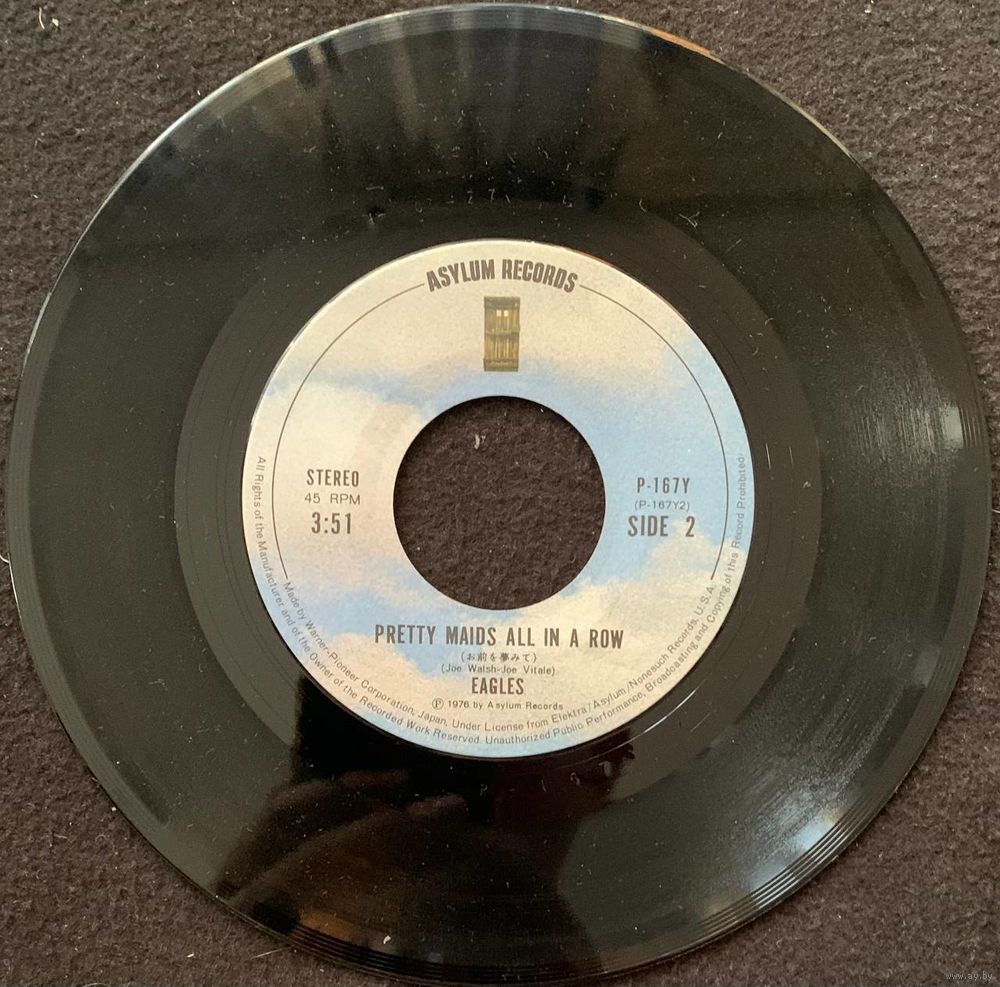 ASYLUM RECORDS
STEREO
45 RPM
3:51
P-167Y
(P-167Y2)
SIDE 2
PRETTY MAIDS ALL IN A ROW
(お前を夢みて)
(Joe Walsh-Joe Vitale)
EAGLES
Ⓟ 1976 by Asylum Records
Made by Warner-Pioneer Corporation, Japan, Under License from Elektra/Asylum/Nonesuch Records, U.S.A.
All Rights of the Manufacturer and of the Owner of the Recorded Work Reserved. Unauthorized Public Performance, Broadcasting and Copying of this Record Prohibited
www.ay.by